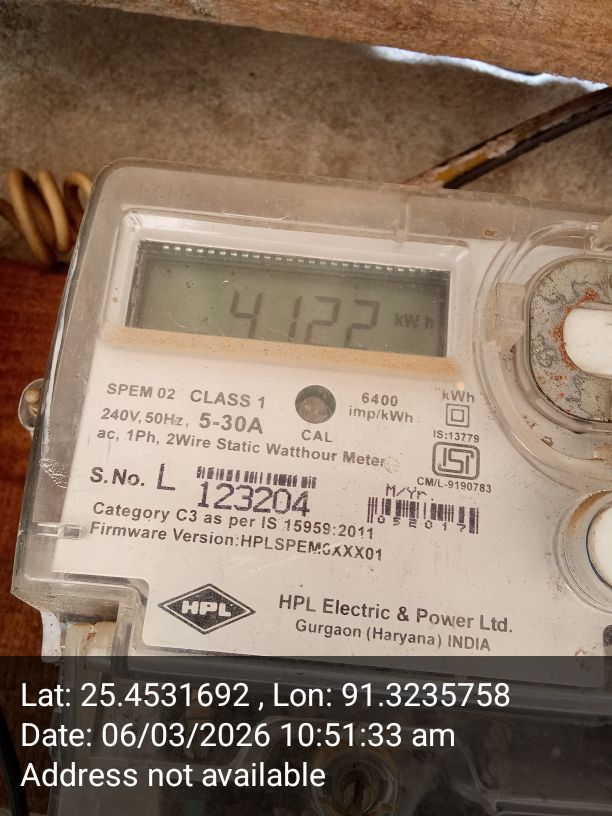 4122 kWh
SPEM 02 CLASS 1
6400 imp/kWh
kWh
240V, 50Hz, 5-30A
CAL
IS:13779
ac, 1Ph, 2Wire Static Watthour Meter
ISI
CM/L-9190783
S.No. L 123204
M/Yr.
052017
Category C3 as per IS 15959:2011
Firmware Version:HPLSPEM0XXX01
HPL
HPL Electric & Power Ltd.
Gurgaon (Haryana) INDIA
Lat: 25.4531692 , Lon: 91.3235758
Date: 06/03/2026 10:51:33 am
Address not available